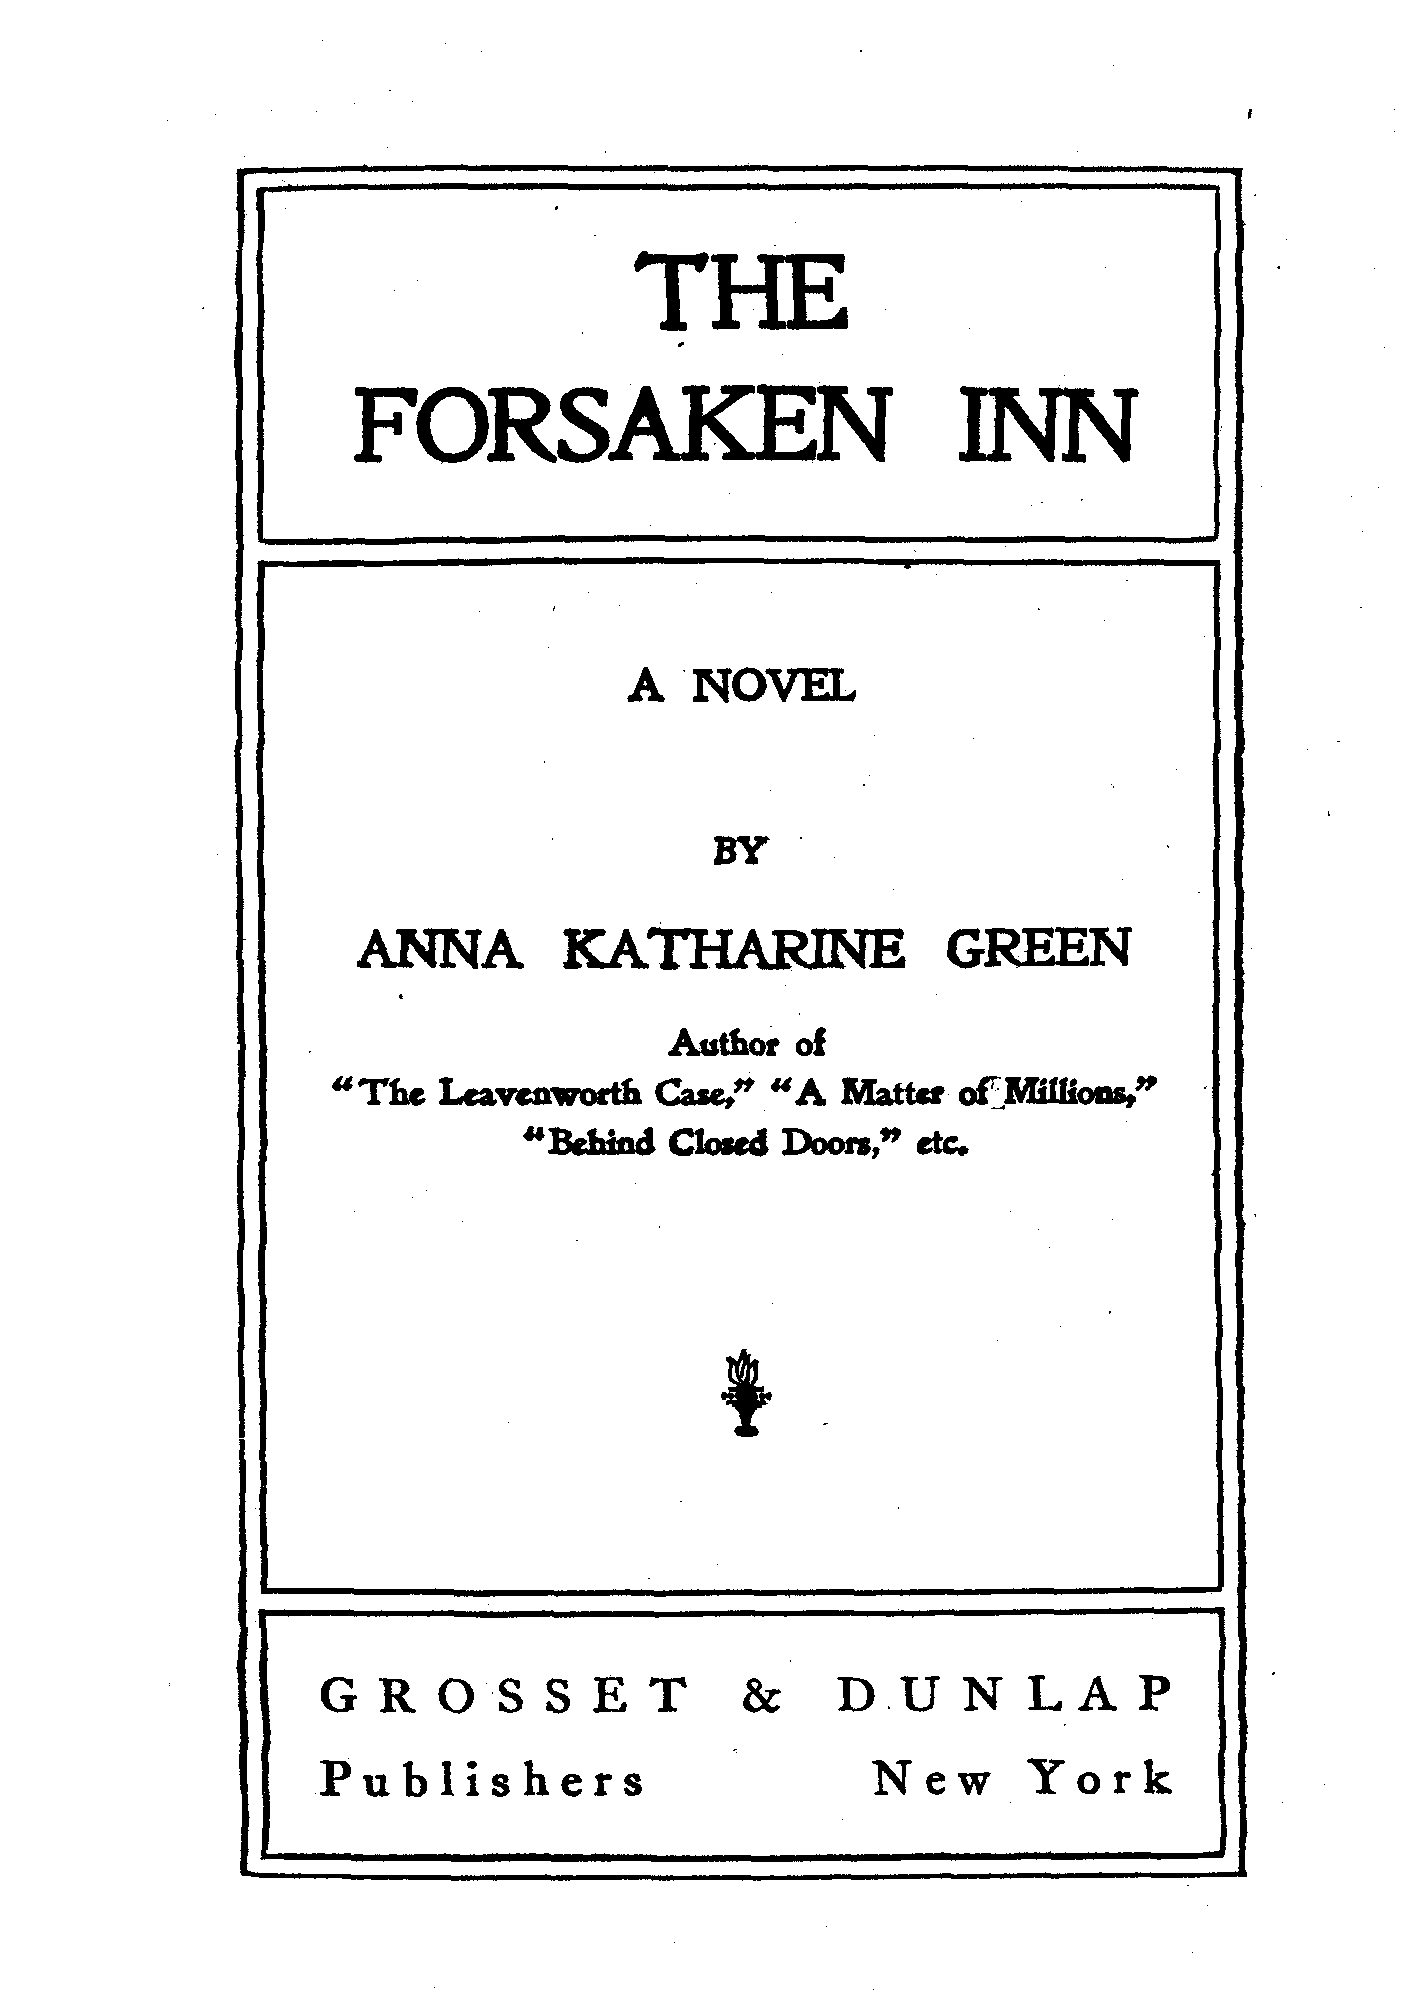 THE
FORSAKEN INN
A NOVEL
BY
ANNA KATHARINE GREEN
Author of
"The Leavenworth Case," "A Matter of Millions,"
"Behind Closed Doors," etc.
GROSSET & DUNLAP
Publishers New York